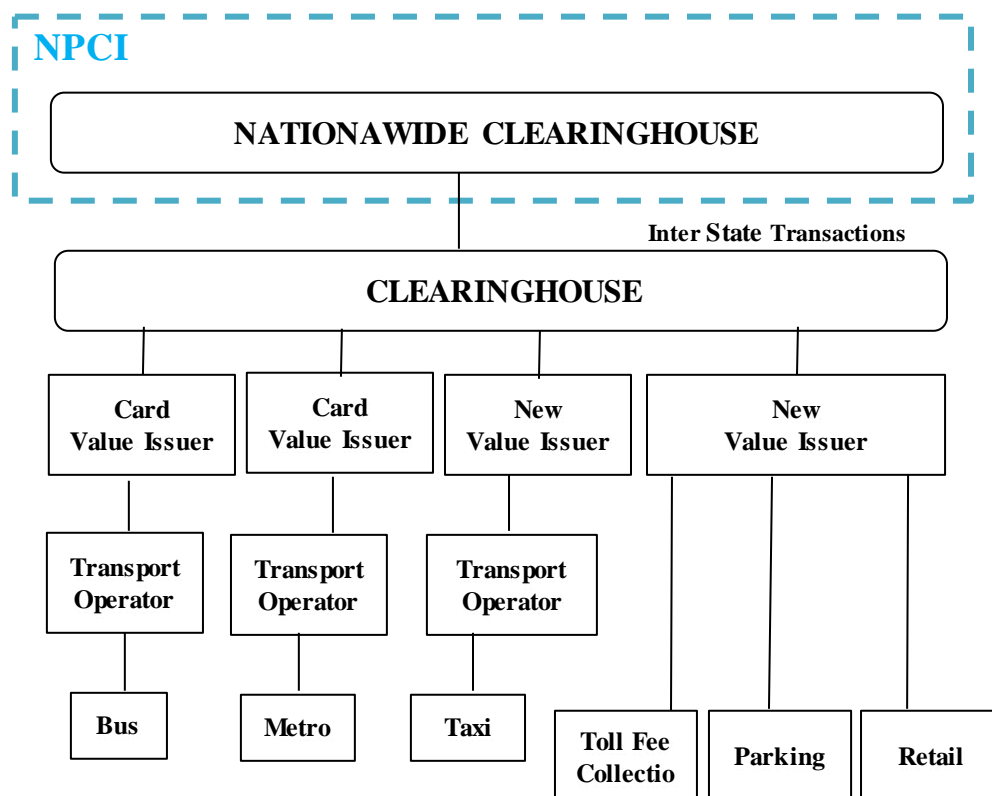 NPCI
NATIONAWIDE CLEARINGHOUSE
Inter State Transactions
CLEARINGHOUSE
Card
Value Issuer
Card
Value Issuer
New
Value Issuer
New
Value Issuer
Transport
Operator
Transport
Operator
Transport
Operator
Bus
Metro
Taxi
Toll Fee
Collectio
Parking
Retail